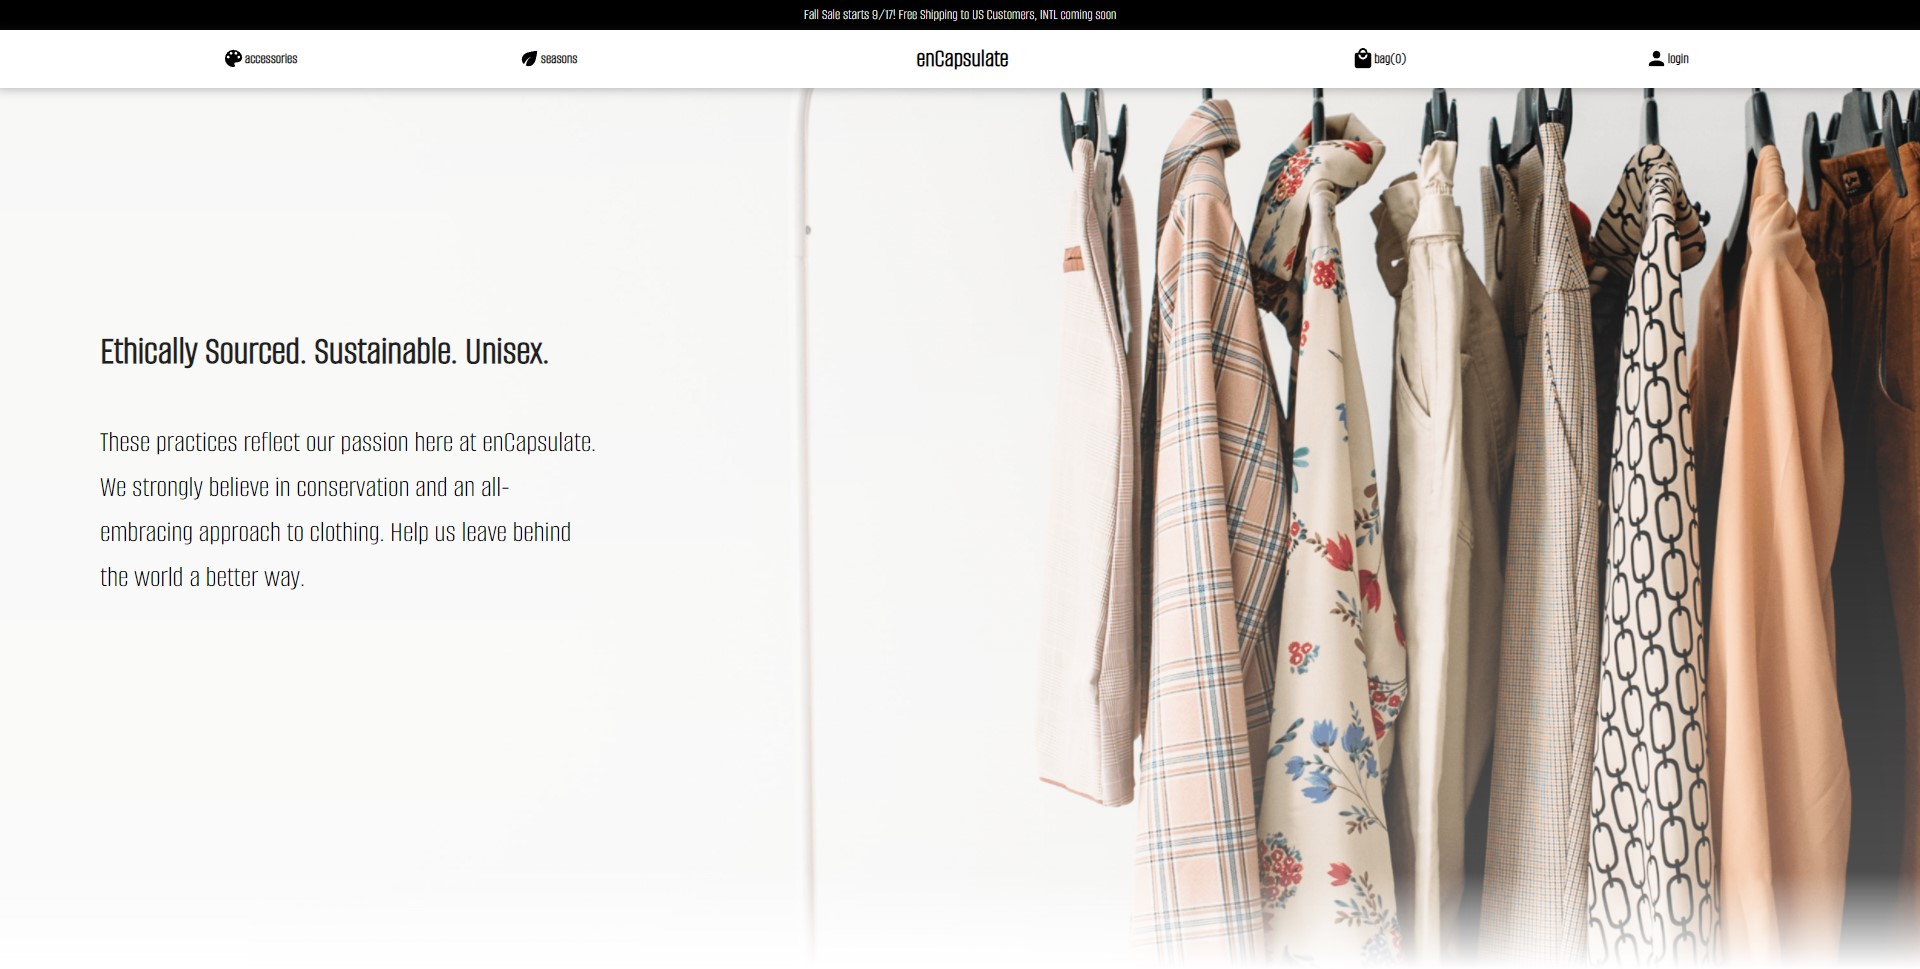 Fall Sale starts 9/17! Free Shipping to US Customers, INTL coming soon
accessories
seasons
enCapsulate
bag(0)
login
Ethically Sourced. Sustainable. Unisex.
These practices reflect our passion here at enCapsulate.
We strongly believe in conservation and an all-
embracing approach to clothing. Help us leave behind
the world a better way.